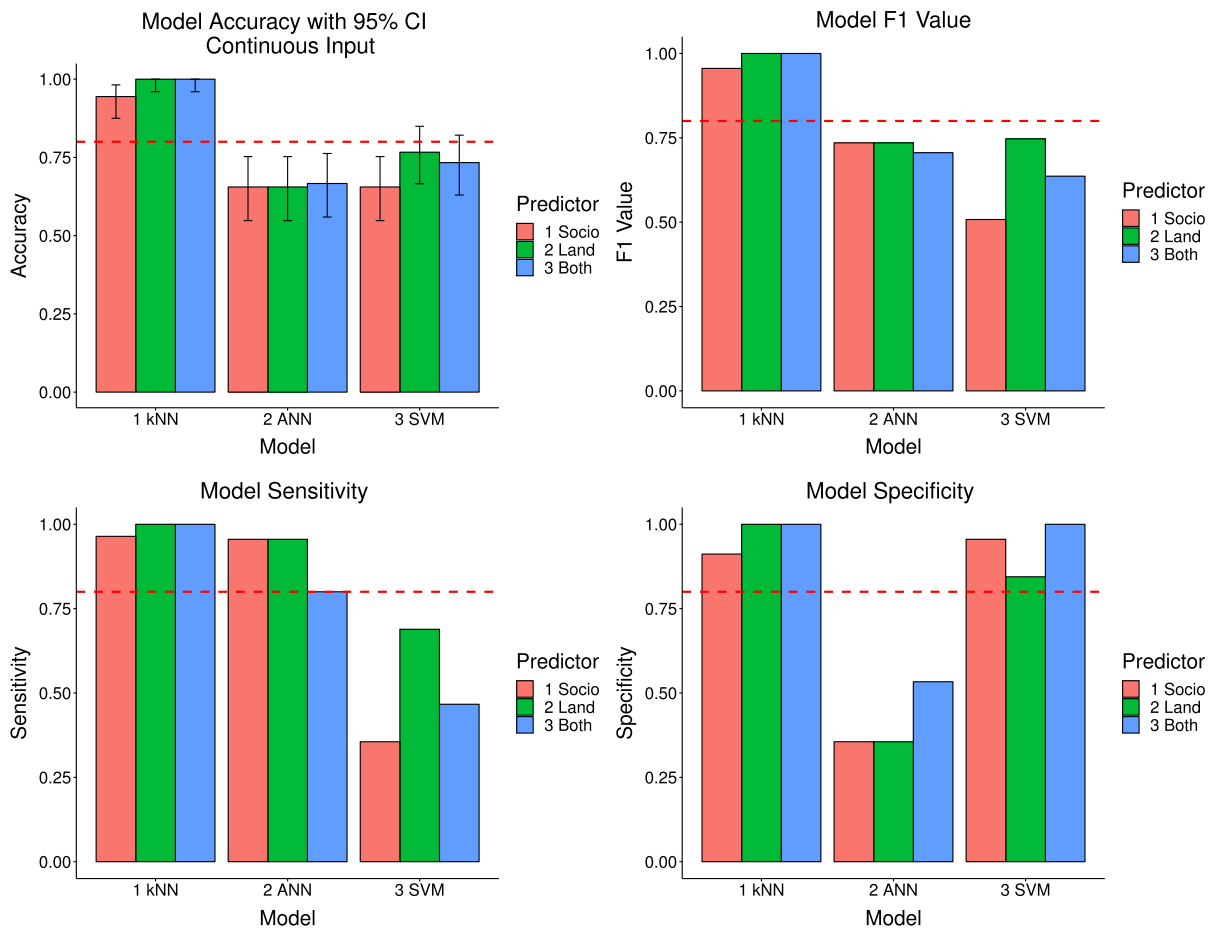 Model Accuracy with 95% CI
Continuous Input
Accuracy
1.00
0.75
0.50
0.25
0.00
1 kNN
2 ANN
3 SVM
Model
Predictor
1 Socio
2 Land
3 Both
Model F1 Value
F1 Value
1.00
0.75
0.50
0.25
0.00
1 kNN
2 ANN
3 SVM
Model
Predictor
1 Socio
2 Land
3 Both
Model Sensitivity
Sensitivity
1.00
0.75
0.50
0.25
0.00
1 kNN
2 ANN
3 SVM
Model
Predictor
1 Socio
2 Land
3 Both
Model Specificity
Specificity
1.00
0.75
0.50
0.25
0.00
1 kNN
2 ANN
3 SVM
Model
Predictor
1 Socio
2 Land
3 Both